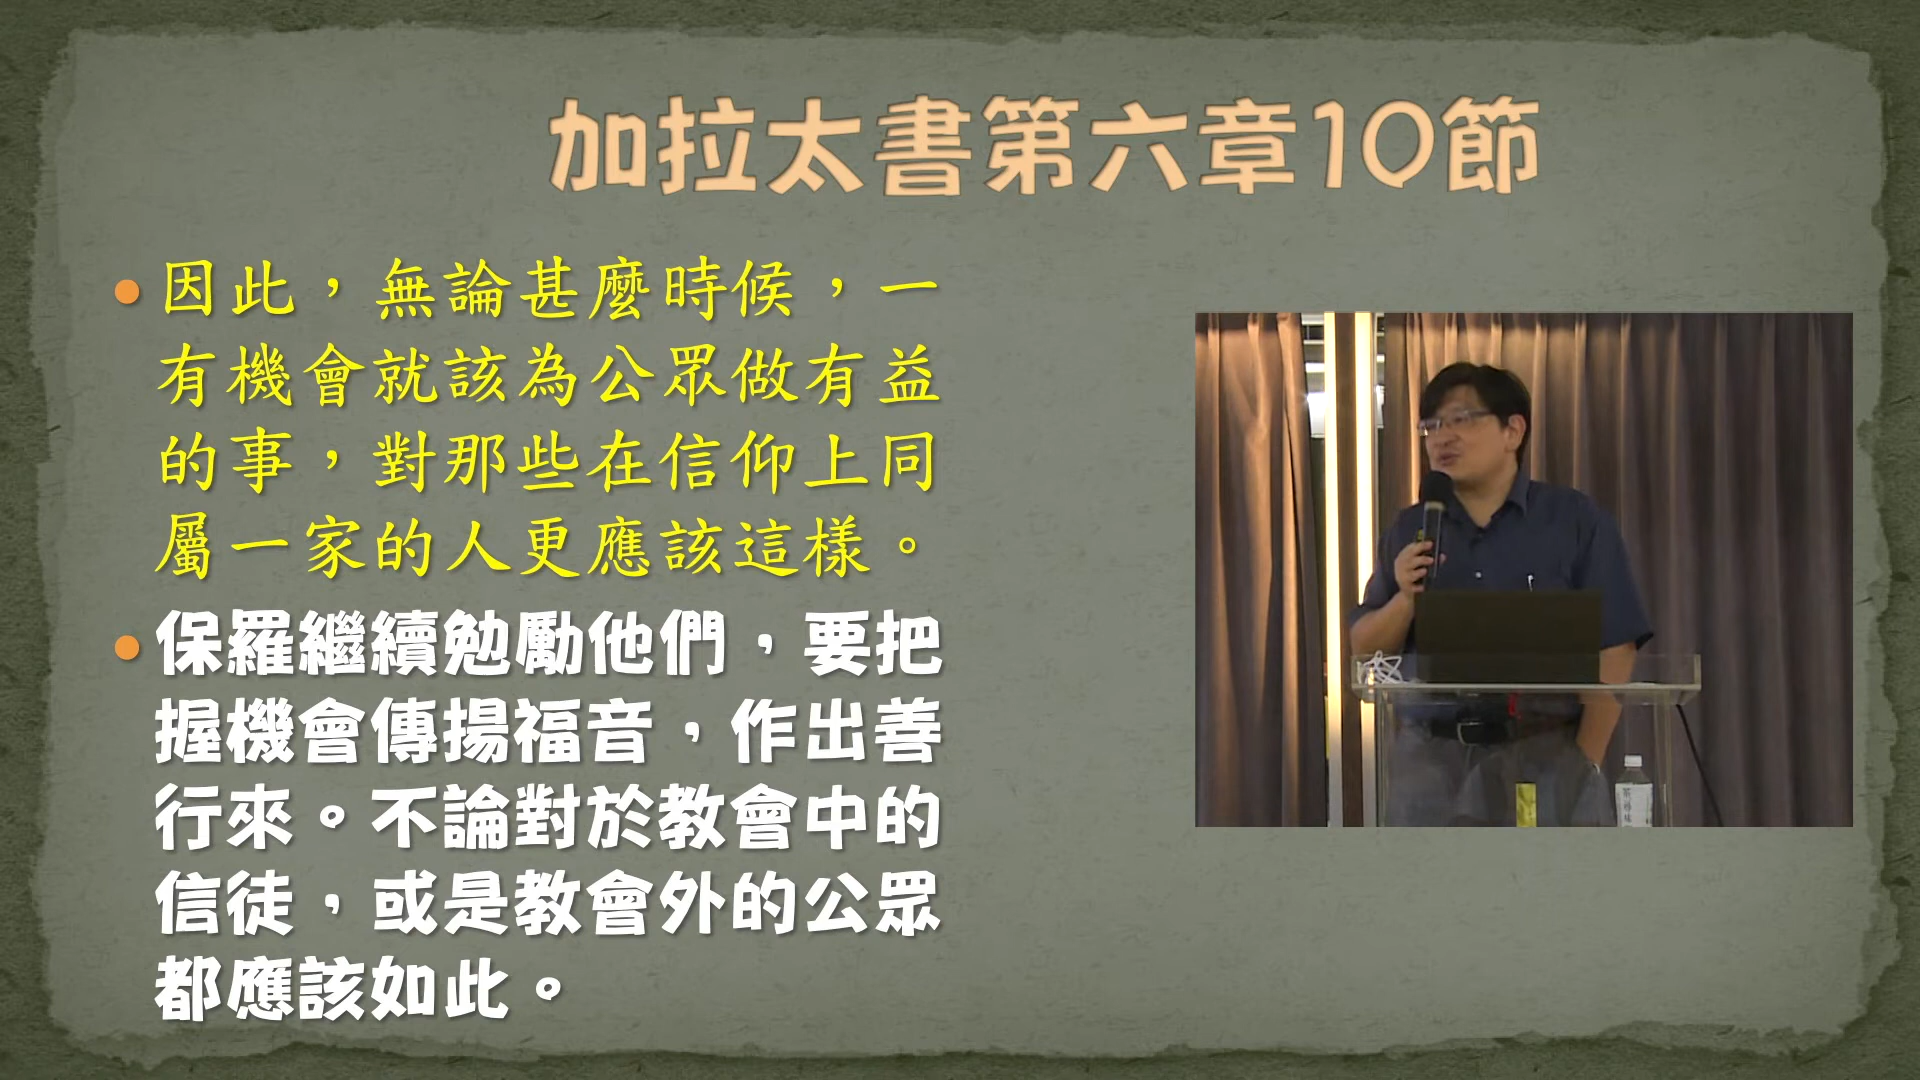 加拉太書第六章10節
因此，無論甚麼時候，一
有機會就該為公眾做有益
的事，對那些在信仰上同
屬一家的人更應該這樣。
保羅繼續勉勵他們，要把
握機會傳揚福音，作出善
行來。不論對於教會中的
信徒，或是教會外的公眾
都應該如此。